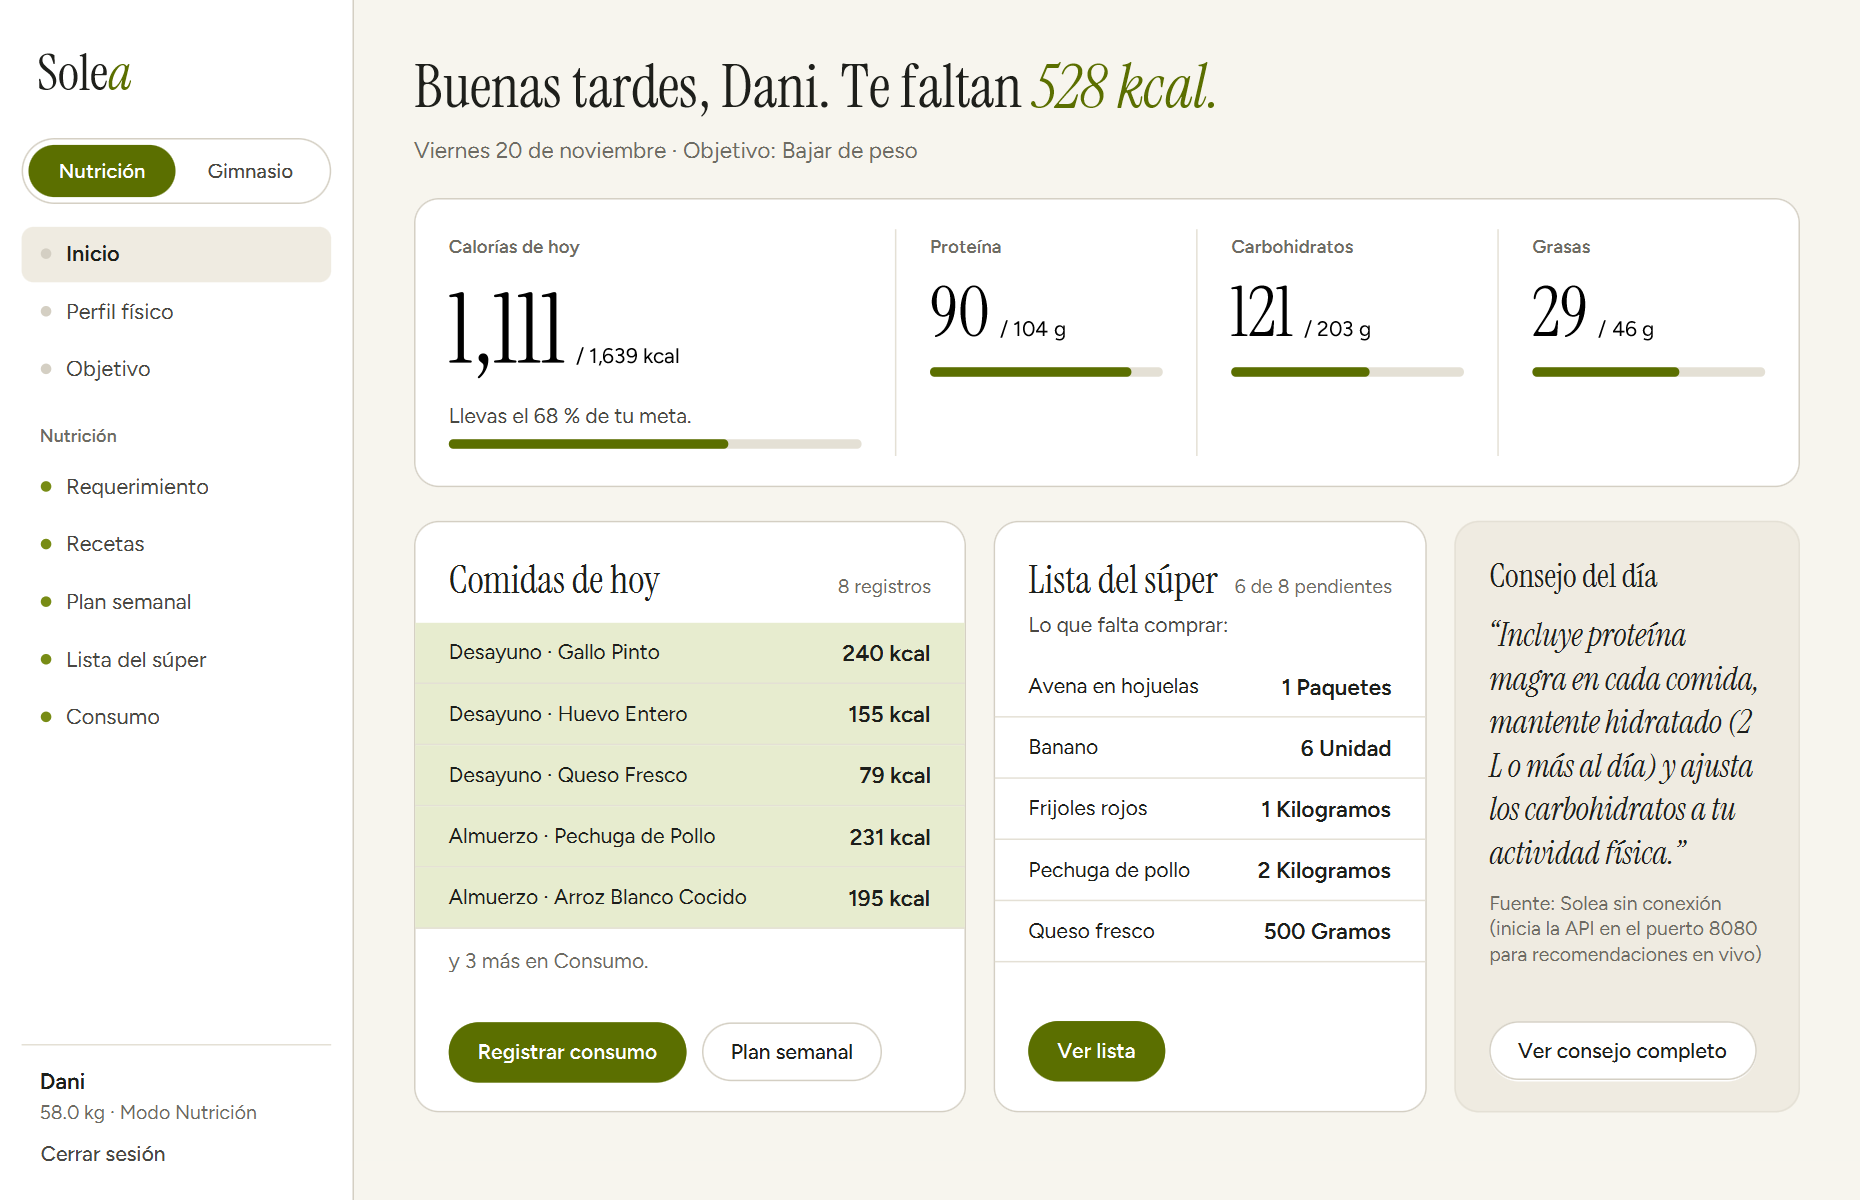 Solea
Nutrición
Gimnasio
Inicio
Perfil físico
Objetivo
Nutrición
Requerimiento
Recetas
Plan semanal
Lista del súper
Consumo
Dani
58.0 kg · Modo Nutrición
Cerrar sesión
Buenas tardes, Dani. Te faltan 528 kcal.
Viernes 20 de noviembre · Objetivo: Bajar de peso
Calorías de hoy
1,111 / 1,639 kcal
Llevas el 68 % de tu meta.
Proteína
90 / 104 g
Carbohidratos
121 / 203 g
Grasas
29 / 46 g
Comidas de hoy
8 registros
Desayuno · Gallo Pinto 240 kcal
Desayuno · Huevo Entero 155 kcal
Desayuno · Queso Fresco 79 kcal
Almuerzo · Pechuga de Pollo 231 kcal
Almuerzo · Arroz Blanco Cocido 195 kcal
y 3 más en Consumo.
Registrar consumo
Plan semanal
Lista del súper
6 de 8 pendientes
Lo que falta comprar:
Avena en hojuelas 1 Paquetes
Banano 6 Unidad
Frijoles rojos 1 Kilogramos
Pechuga de pollo 2 Kilogramos
Queso fresco 500 Gramos
Ver lista
Consejo del día
“Incluye proteína
magra en cada comida,
mantente hidratado (2
L o más al día) y ajusta
los carbohidratos a tu
actividad física.”
Fuente: Solea sin conexión
(inicia la API en el puerto 8080
para recomendaciones en vivo)
Ver consejo completo